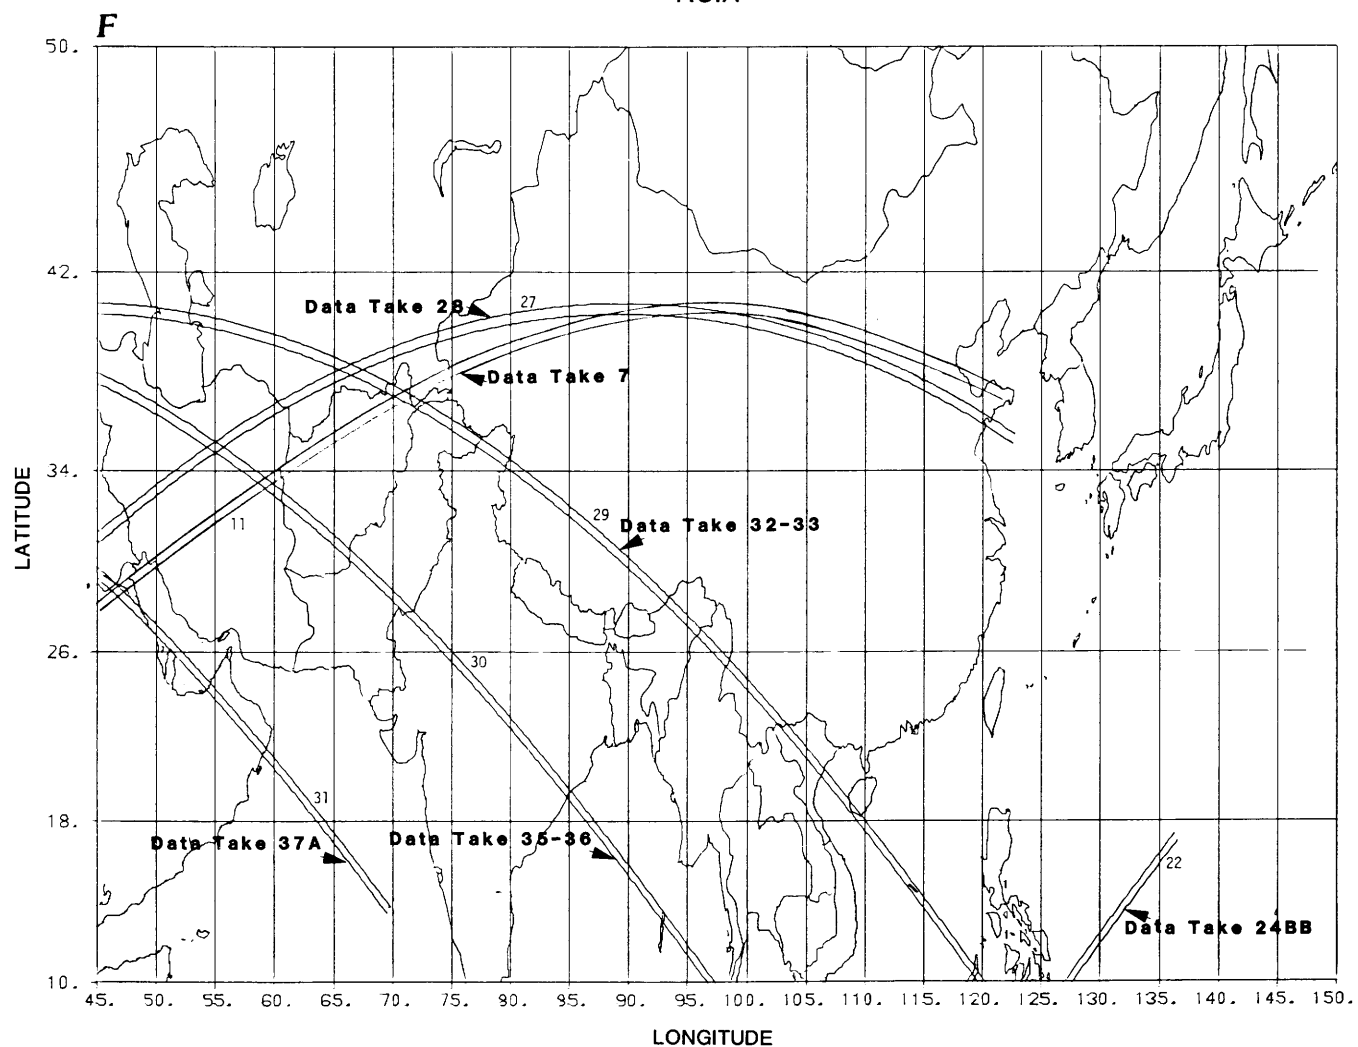 F
50.
42.
Data Take 28
27
Data Take 7
34.
29
Data Take 32-33
11
26.
30
31
18.
Data Take 37A
Data Take 35-36
22
Data Take 24BB
10.
45. 50. 55. 60. 65. 70. 75. 80. 85. 90. 95. 100. 105. 110. 115. 120. 125. 130. 135. 140. 145. 150.
LATITUDE
LONGITUDE